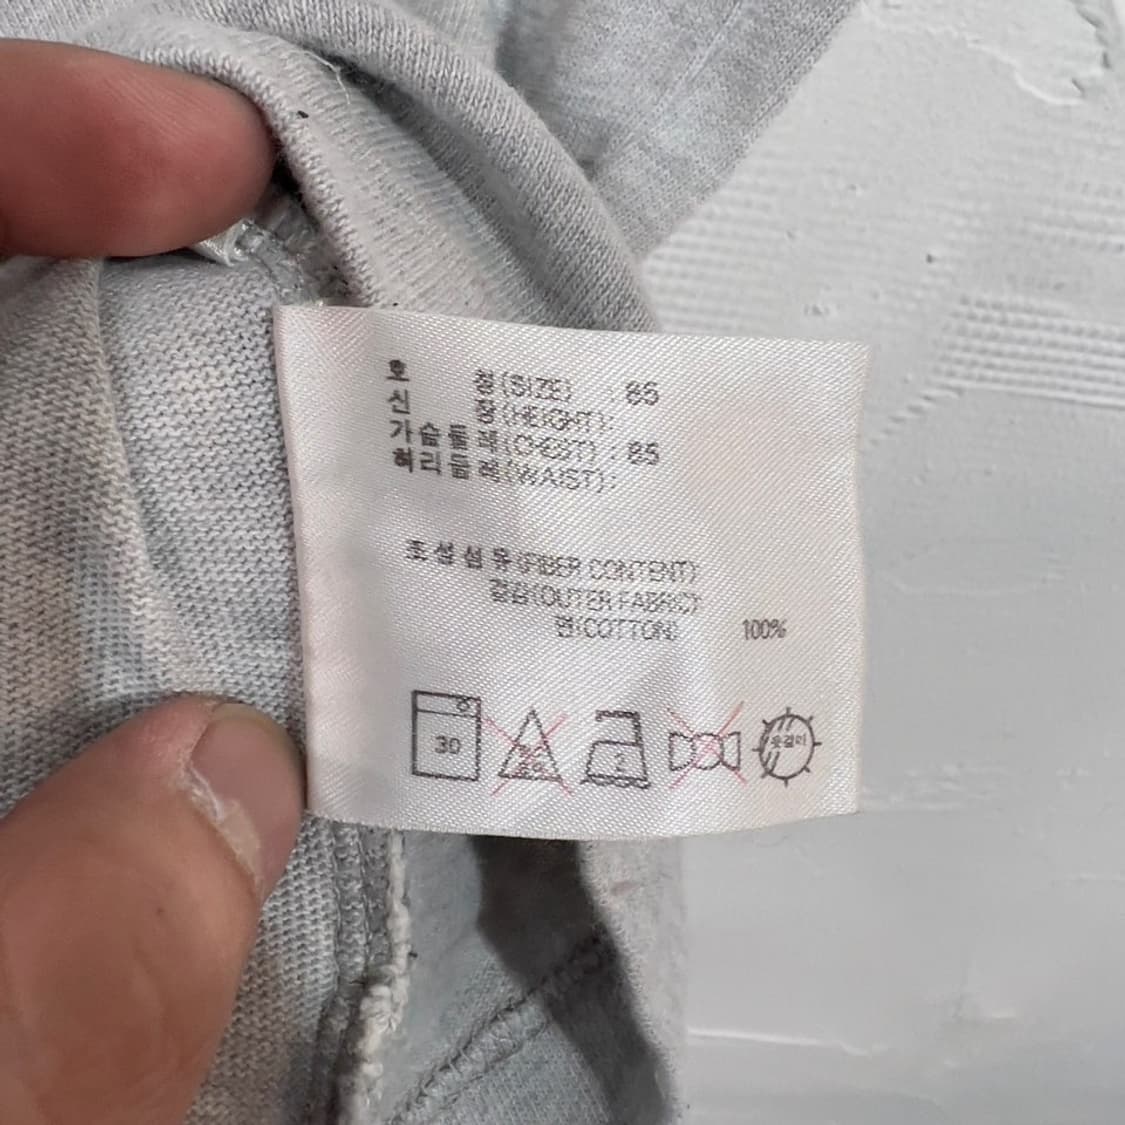 호 칭(SIZE) : 85
신 장(HEIGHT):
가슴둘레(CHEST) : 85
허리둘레(WAIST):
조성섬유(FIBER CONTENT)
겉감(OUTER FABRIC)
면(COTTON) 100%
30
옷걸이